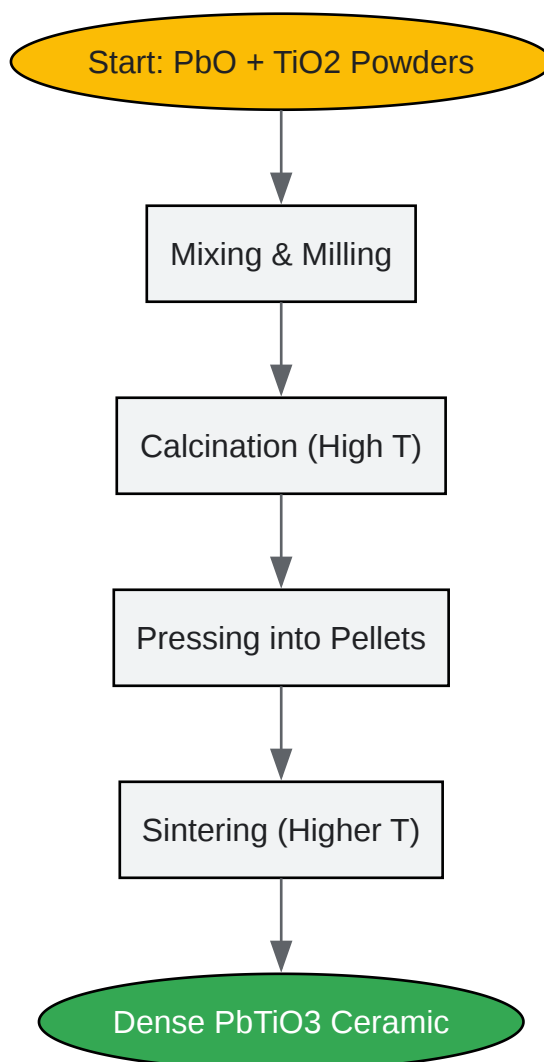 Start: PbO + TiO2 Powders
Mixing & Milling
Calcination (High T)
Pressing into Pellets
Sintering (Higher T)
Dense PbTiO3 Ceramic